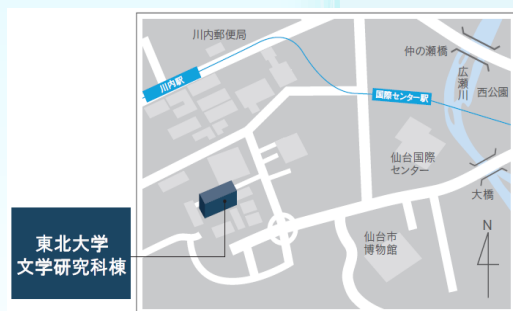 川内郵便局
仲の瀬橋
川内駅
広瀬川
西公園
国際センター駅
仙台国際
センター
大橋
東北大学
文学研究科棟
仙台市
博物館
N